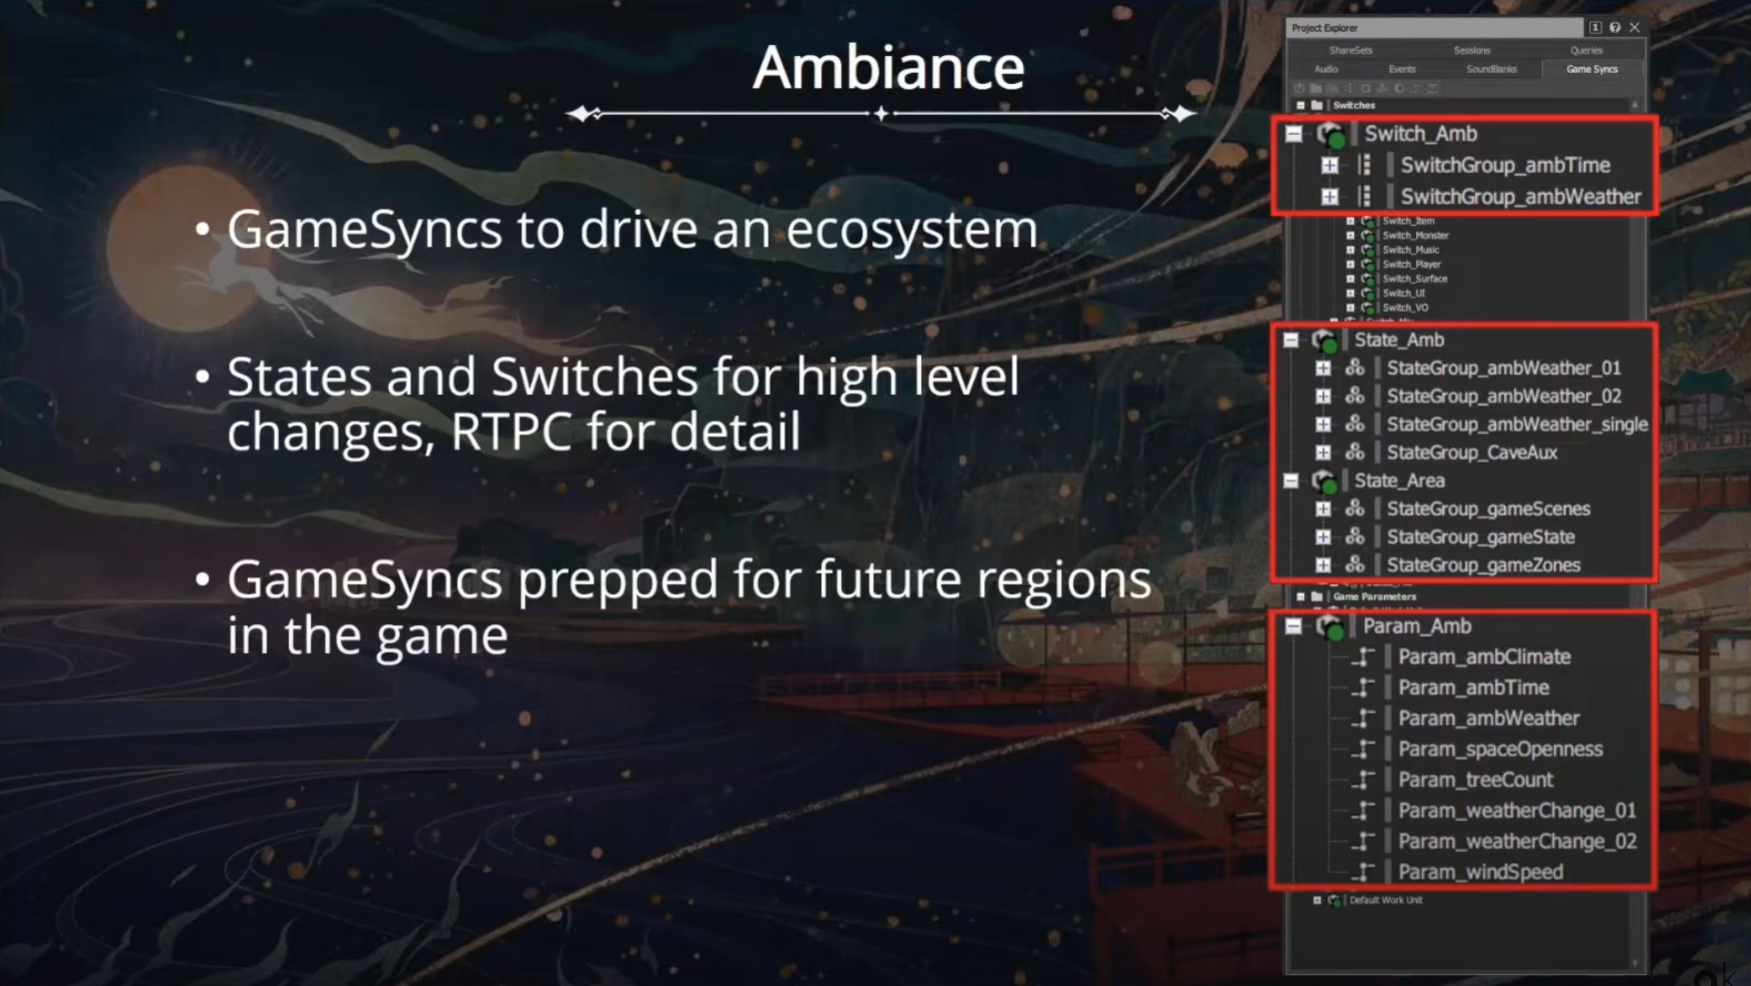 Ambiance
• GameSyncs to drive an ecosystem
• States and Switches for high level
changes, RTPC for detail
• GameSyncs prepped for future regions
in the game
Project Explorer
ShareSets Sessions Queries
Audio Events SoundBanks Game Syncs
Switches
Switch_Amb
SwitchGroup_ambTime
SwitchGroup_ambWeather
Switch_Item
Switch_Monster
Switch_Music
Switch_Player
Switch_Surface
Switch_UI
Switch_VO
State_Amb
StateGroup_ambWeather_01
StateGroup_ambWeather_02
StateGroup_ambWeather_single
StateGroup_CaveAux
State_Area
StateGroup_gameScenes
StateGroup_gameState
StateGroup_gameZones
Game Parameters
Param_Amb
Param_ambClimate
Param_ambTime
Param_ambWeather
Param_spaceOpenness
Param_treeCount
Param_weatherChange_01
Param_weatherChange_02
Param_windSpeed
Default Work Unit